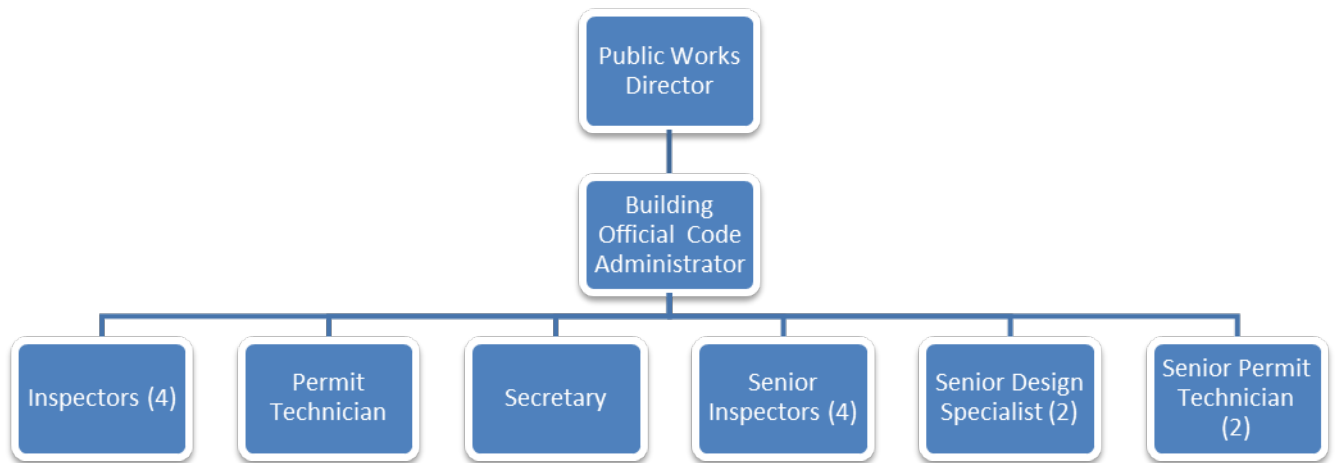 Public Works
Director
Building
Official Code
Administrator
Inspectors (4)
Permit
Technician
Secretary
Senior
Inspectors (4)
Senior Design
Specialist (2)
Senior Permit
Technician
(2)